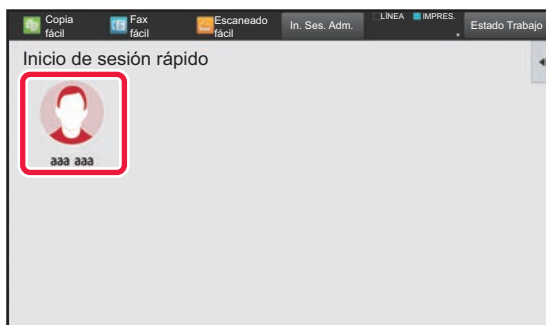 Copia fácil
Fax fácil
Escaneado fácil
In. Ses. Adm.
LÍNEA
IMPRES.
Estado Trabajo
Inicio de sesión rápido
aaa aaa